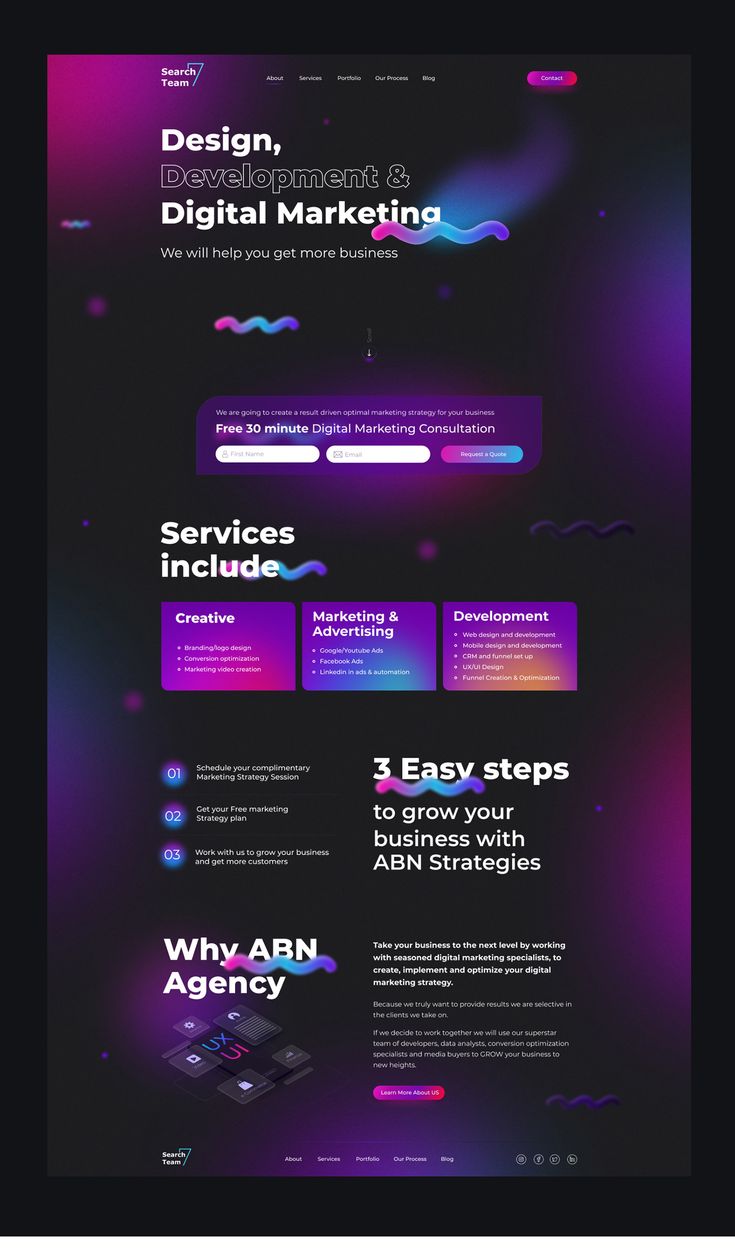 Search
Team
About Services Portfolio Our Process Blog Contact
Design,
Development &
Digital Marketing
We will help you get more business
Scroll
We are going to create a result driven optimal marketing strategy for your business
Free 30 minute Digital Marketing Consultation
First Name Email Request a Quote
Services
include
Creative
Branding/logo design
Conversion optimization
Marketing video creation
Marketing &
Advertising
Google/Youtube Ads
Facebook Ads
Linkedin in ads & automation
Development
Web design and development
Mobile design and development
CRM and funnel set up
UX/UI Design
Funnel Creation & Optimization
01 Schedule your complimentary
Marketing Strategy Session
02 Get your Free marketing
Strategy plan
03 Work with us to grow your business
and get more customers
3 Easy steps
to grow your
business with
ABN Strategies
Why ABN
Agency
UX
UI
Take your business to the next level by working
with seasoned digital marketing specialists, to
create, implement and optimize your digital
marketing strategy.
Because we truly want to provide results we are selective in
the clients we take on.
If we decide to work together we will use our superstar
team of developers, data analysts, conversion optimization
specialists and media buyers to GROW your business to
new heights.
Learn More About US
Search
Team
About Services Portfolio Our Process Blog